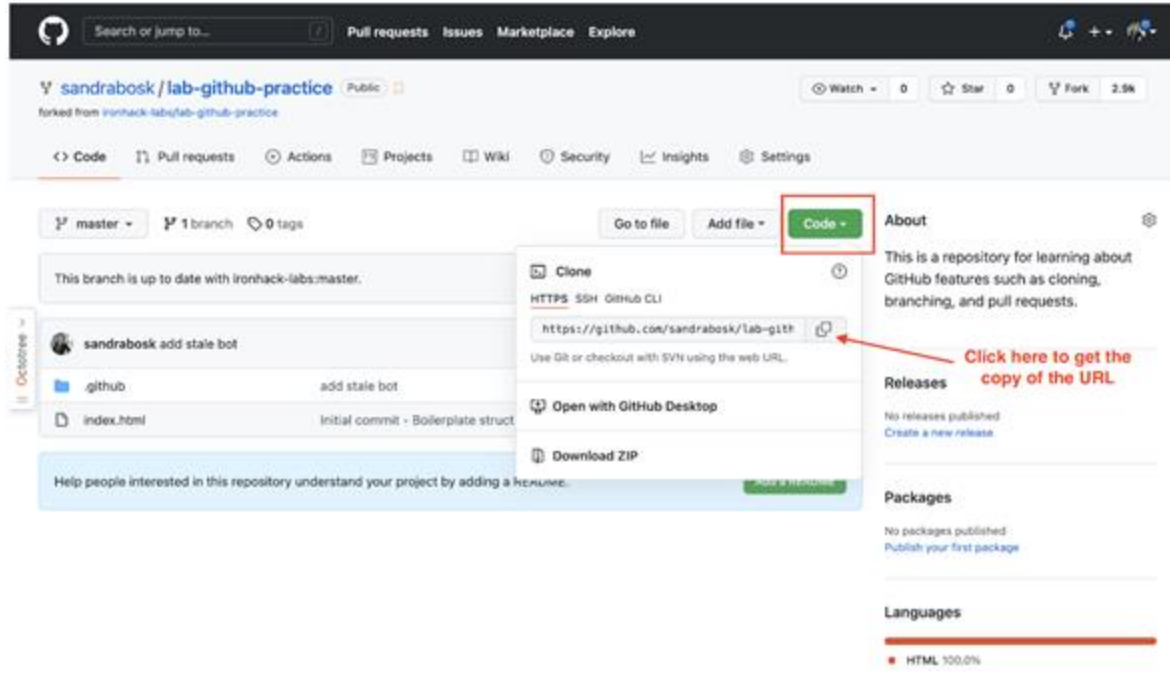 Search or jump to... /
Pull requests Issues Marketplace Explore
sandrabosk / lab-github-practice Public
forked from ironhack-labs/lab-github-practice
Watch 0 Star 0 Fork 2.9k
Code Pull requests Actions Projects Wiki Security Insights Settings
master 1 branch 0 tags
Go to file Add file Code
This branch is up to date with ironhack-labs:master.
sandrabosk add stale bot
.github add stale bot
index.html Initial commit - Boilerplate struct
Help people interested in this repository understand your project by adding a README.
Add a README
Clone
HTTPS SSH GitHub CLI
https://github.com/sandrabosk/lab-gith
Use Git or checkout with SVN using the web URL.
Open with GitHub Desktop
Download ZIP
Click here to get the
copy of the URL
About
This is a repository for learning about
GitHub features such as cloning,
branching, and pull requests.
Releases
No releases published
Create a new release
Packages
No packages published
Publish your first package
Languages
HTML 100.0%
Octotree